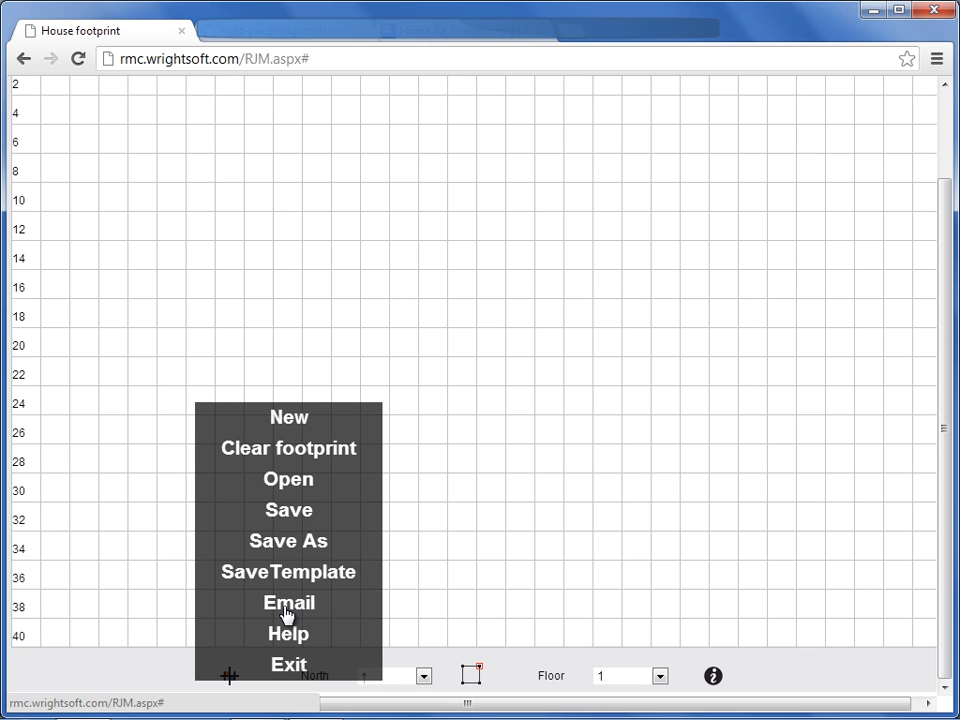 House footprint
rmc.wrightsoft.com/RJM.aspx#
2
4
6
8
10
12
14
16
18
20
22
24
26
28
30
32
34
36
38
40
New
Clear footprint
Open
Save
Save As
SaveTemplate
Email
Help
Exit
North
Floor 1
rmc.wrightsoft.com/RJM.aspx#